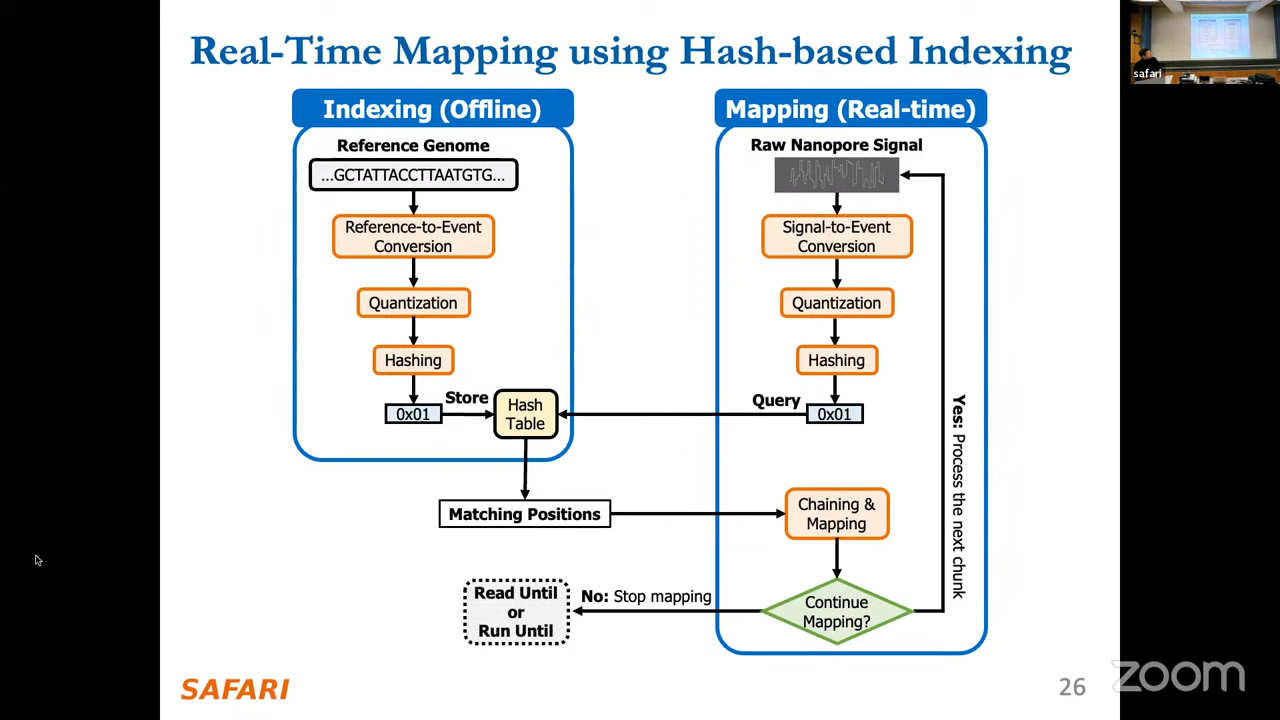 Real-Time Mapping using Hash-based Indexing
safari
Indexing (Offline)
Reference Genome
...GCTATTACCTTAATGTG...
Reference-to-Event
Conversion
Quantization
Hashing
0x01
Store
Hash
Table
Matching Positions
Mapping (Real-time)
Raw Nanopore Signal
Signal-to-Event
Conversion
Quantization
Hashing
Query
0x01
Chaining &
Mapping
Continue
Mapping?
Yes: Process the next chunk
No: Stop mapping
Read Until
or
Run Until
SAFARI
26
zoom